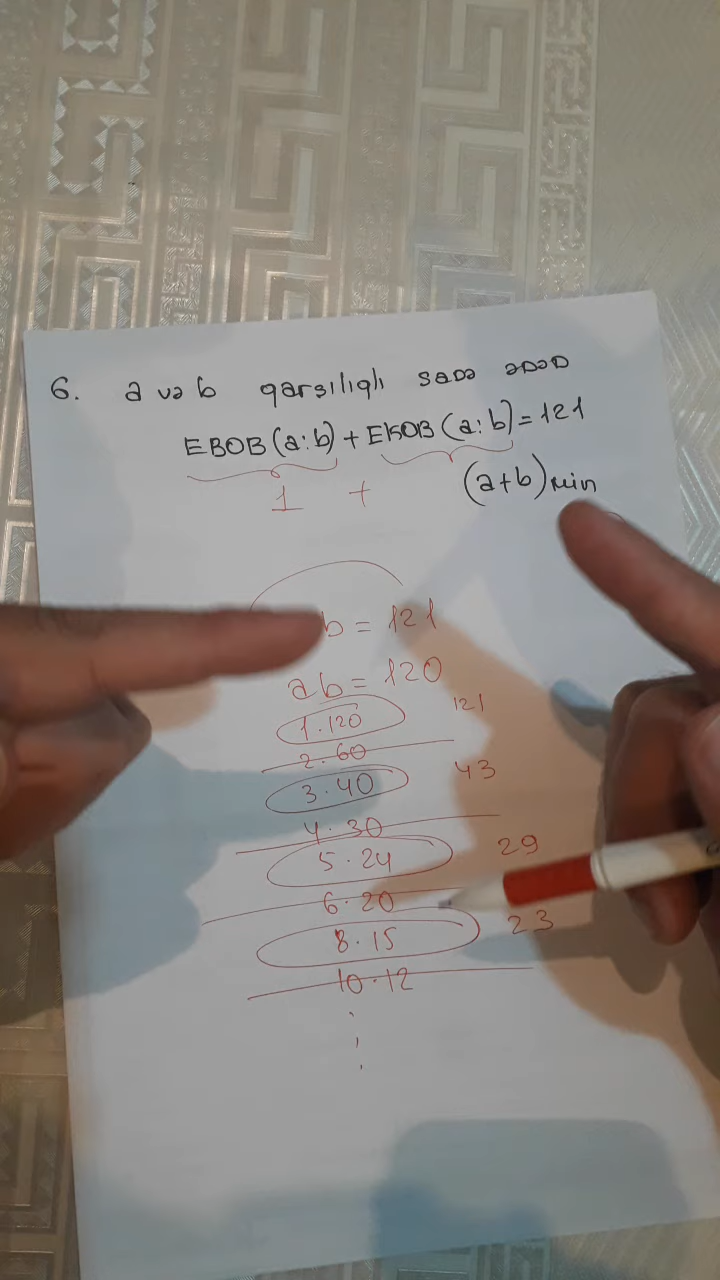 6. a və b qarşılıqlı sadə ədəd
EBOB(a:b) + EKOB(a:b) = 121
1 +
(a+b)min
b = 121
ab = 120
1·120 121
2·60
3·40 43
4·30
5·24 29
6·20
8·15 23
10·12